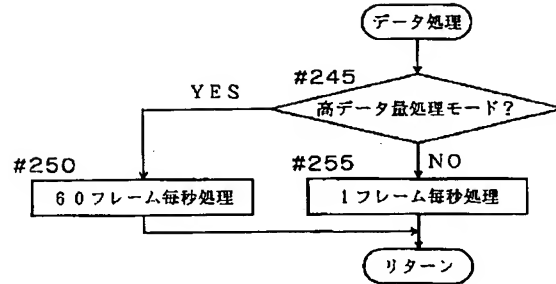 データ処理
#245
YES
高データ量処理モード？
#250
#255
NO
６０フレーム毎秒処理
１フレーム毎秒処理
リターン